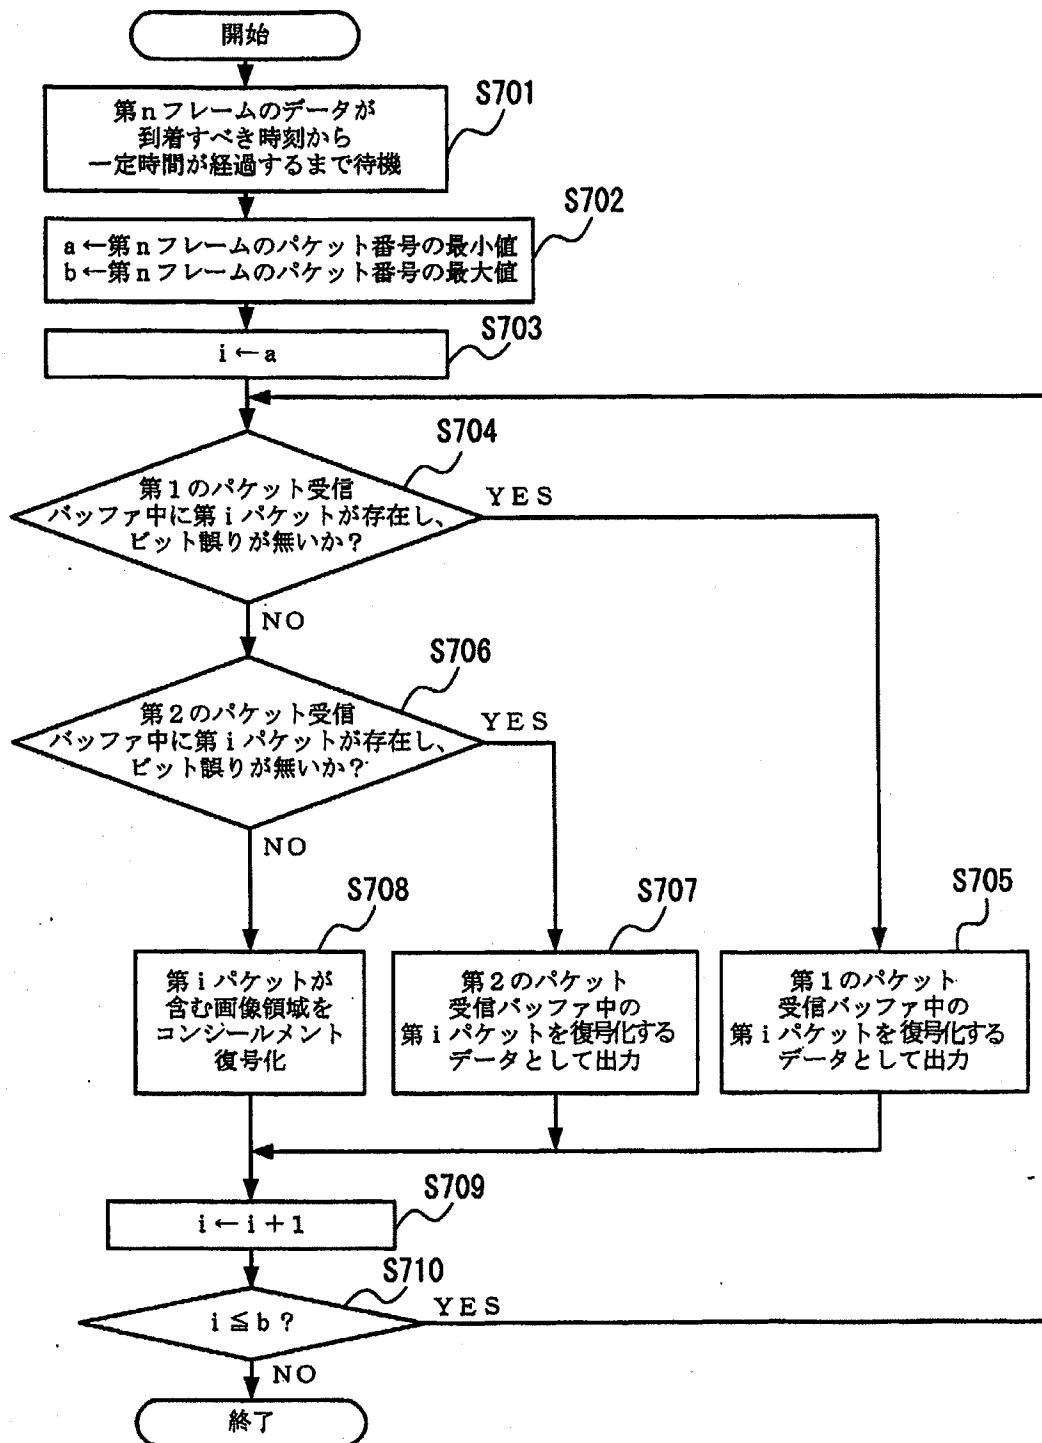 開始
S701
第nフレームのデータが
到着すべき時刻から
一定時間が経過するまで待機
S702
a←第nフレームのパケット番号の最小値
b←第nフレームのパケット番号の最大値
S703
i←a
S704
第1のパケット受信
バッファ中に第iパケットが存在し、
ビット誤りが無いか？
YES
NO
S706
第2のパケット受信
バッファ中に第iパケットが存在し、
ビット誤りが無いか？
YES
NO
S708
第iパケットが
含む画像領域を
コンシールメント
復号化
S707
第2のパケット
受信バッファ中の
第iパケットを復号化する
データとして出力
S705
第1のパケット
受信バッファ中の
第iパケットを復号化する
データとして出力
S709
i←i+1
S710
i≦b？
YES
NO
終了